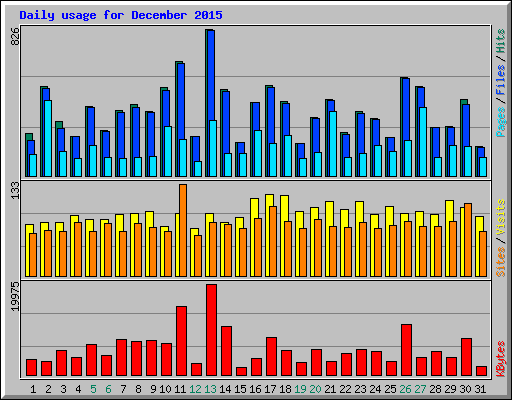 Daily usage for December 2015
826
Pages / Files / Hits
133
Sites / Visits
19975
KBytes
1 2 3 4 5 6 7 8 9 10 11 12 13 14 15 16 17 18 19 20 21 22 23 24 25 26 27 28 29 30 31